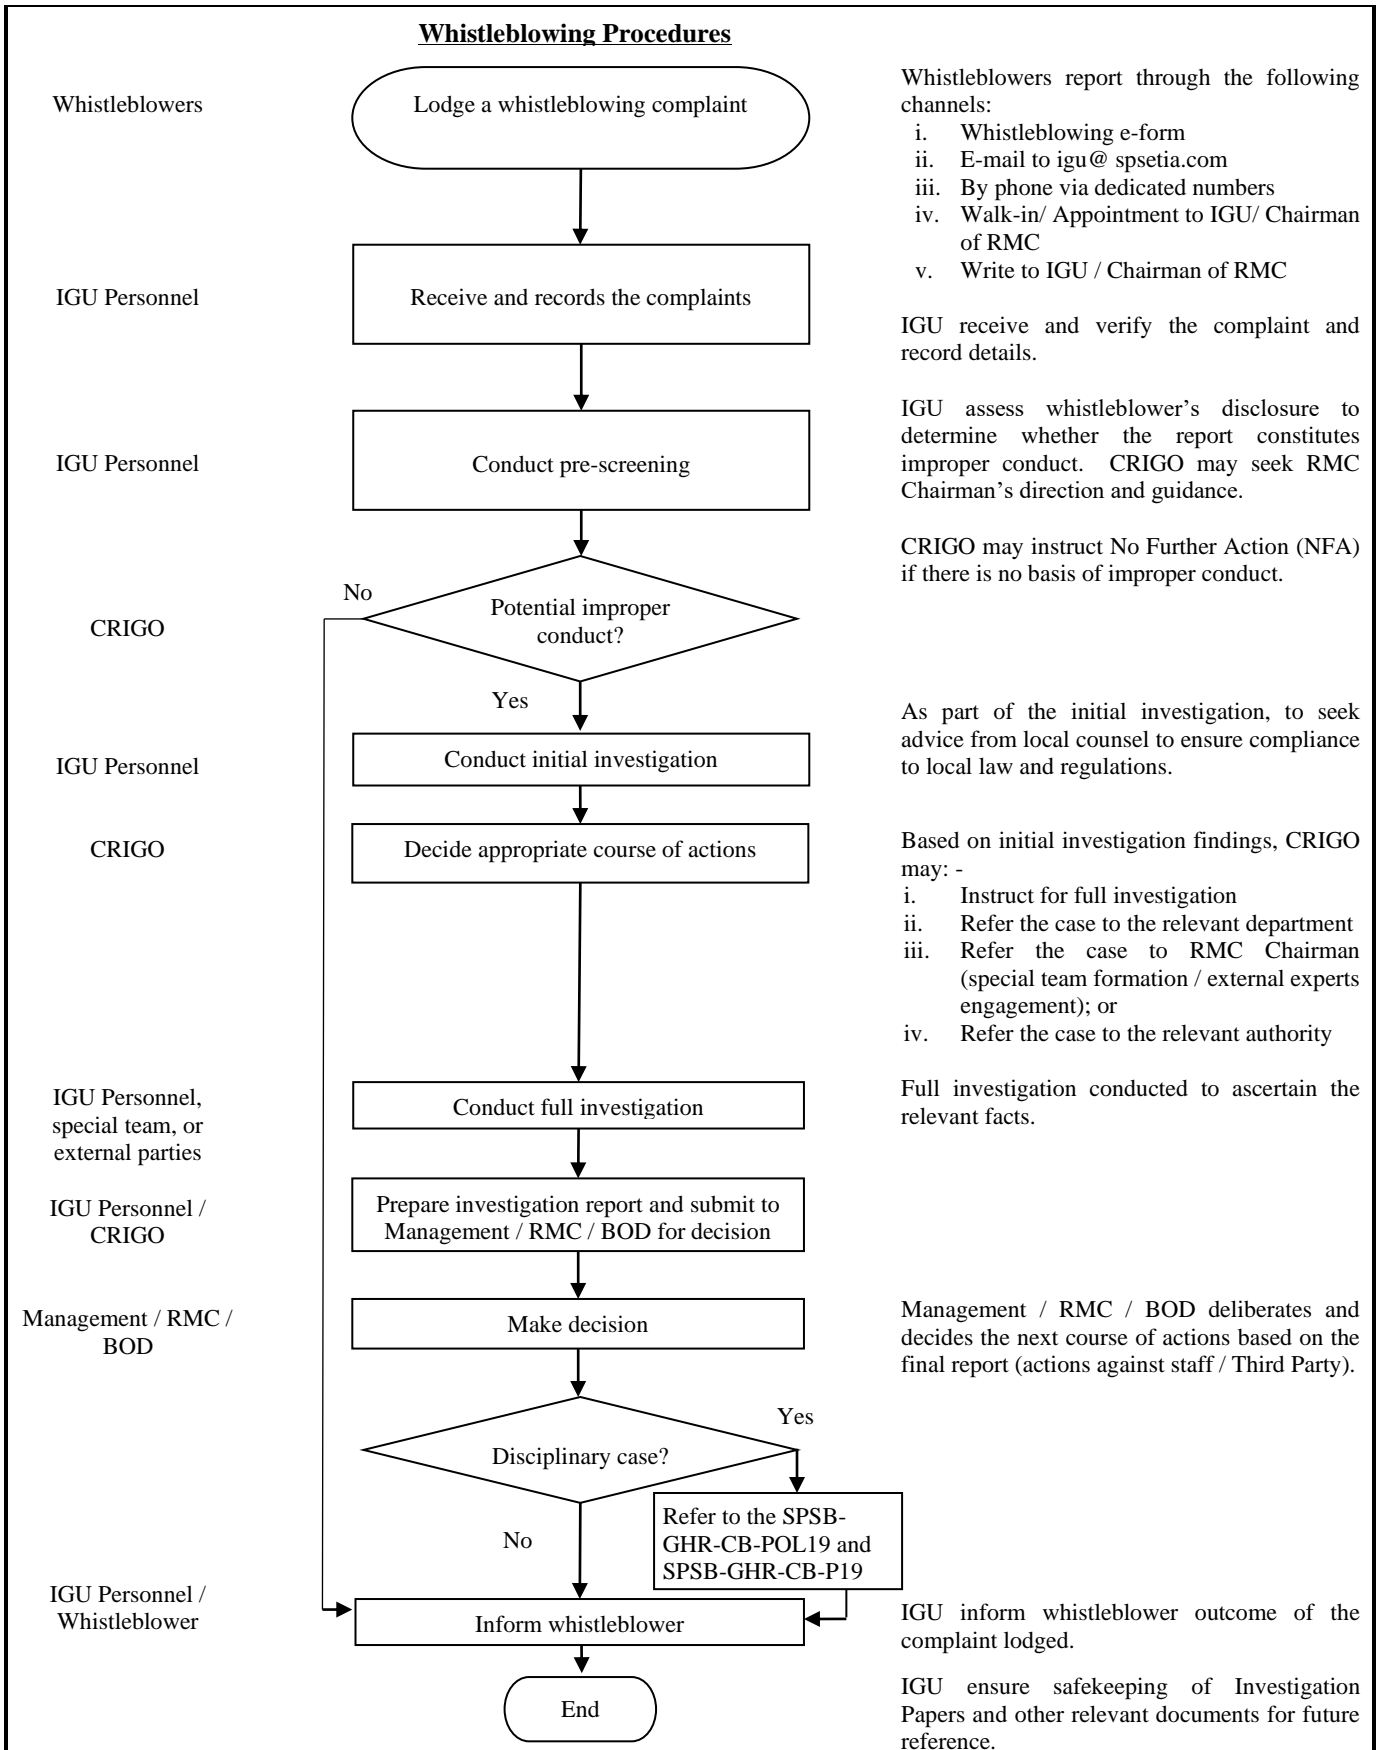 Whistleblowing Procedures
Whistleblowers
Lodge a whistleblowing complaint
Whistleblowers report through the following
channels:
i. Whistleblowing e-form
ii. E-mail to igu@ spsetia.com
iii. By phone via dedicated numbers
iv. Walk-in/ Appointment to IGU/ Chairman
of RMC
v. Write to IGU / Chairman of RMC
IGU Personnel
Receive and records the complaints
IGU receive and verify the complaint and
record details.
IGU Personnel
Conduct pre-screening
IGU assess whistleblower’s disclosure to
determine whether the report constitutes
improper conduct. CRIGO may seek RMC
Chairman’s direction and guidance.
CRIGO may instruct No Further Action (NFA)
if there is no basis of improper conduct.
No
CRIGO
Potential improper
conduct?
Yes
IGU Personnel
Conduct initial investigation
As part of the initial investigation, to seek
advice from local counsel to ensure compliance
to local law and regulations.
CRIGO
Decide appropriate course of actions
Based on initial investigation findings, CRIGO
may: -
i. Instruct for full investigation
ii. Refer the case to the relevant department
iii. Refer the case to RMC Chairman
(special team formation / external experts
engagement); or
iv. Refer the case to the relevant authority
IGU Personnel,
special team, or
external parties
Conduct full investigation
Full investigation conducted to ascertain the
relevant facts.
IGU Personnel /
CRIGO
Prepare investigation report and submit to
Management / RMC / BOD for decision
Management / RMC /
BOD
Make decision
Management / RMC / BOD deliberates and
decides the next course of actions based on the
final report (actions against staff / Third Party).
Disciplinary case?
Yes
Refer to the SPSB-
GHR-CB-POL19 and
SPSB-GHR-CB-P19
No
IGU Personnel /
Whistleblower
Inform whistleblower
IGU inform whistleblower outcome of the
complaint lodged.
End
IGU ensure safekeeping of Investigation
Papers and other relevant documents for future
reference.